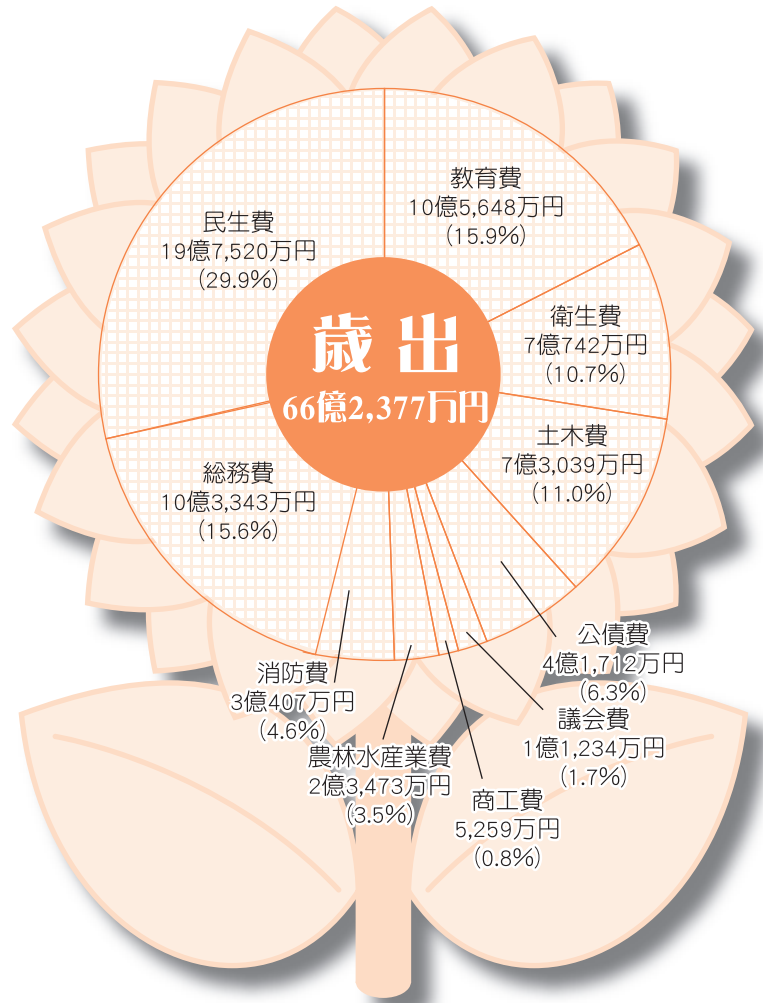 歳出
66億2,377万円
教育費
10億5,648万円
(15.9%)
衛生費
7億742万円
(10.7%)
土木費
7億3,039万円
(11.0%)
公債費
4億1,712万円
(6.3%)
議会費
1億1,234万円
(1.7%)
商工費
5,259万円
(0.8%)
農林水産業費
2億3,473万円
(3.5%)
消防費
3億407万円
(4.6%)
総務費
10億3,343万円
(15.6%)
民生費
19億7,520万円
(29.9%)